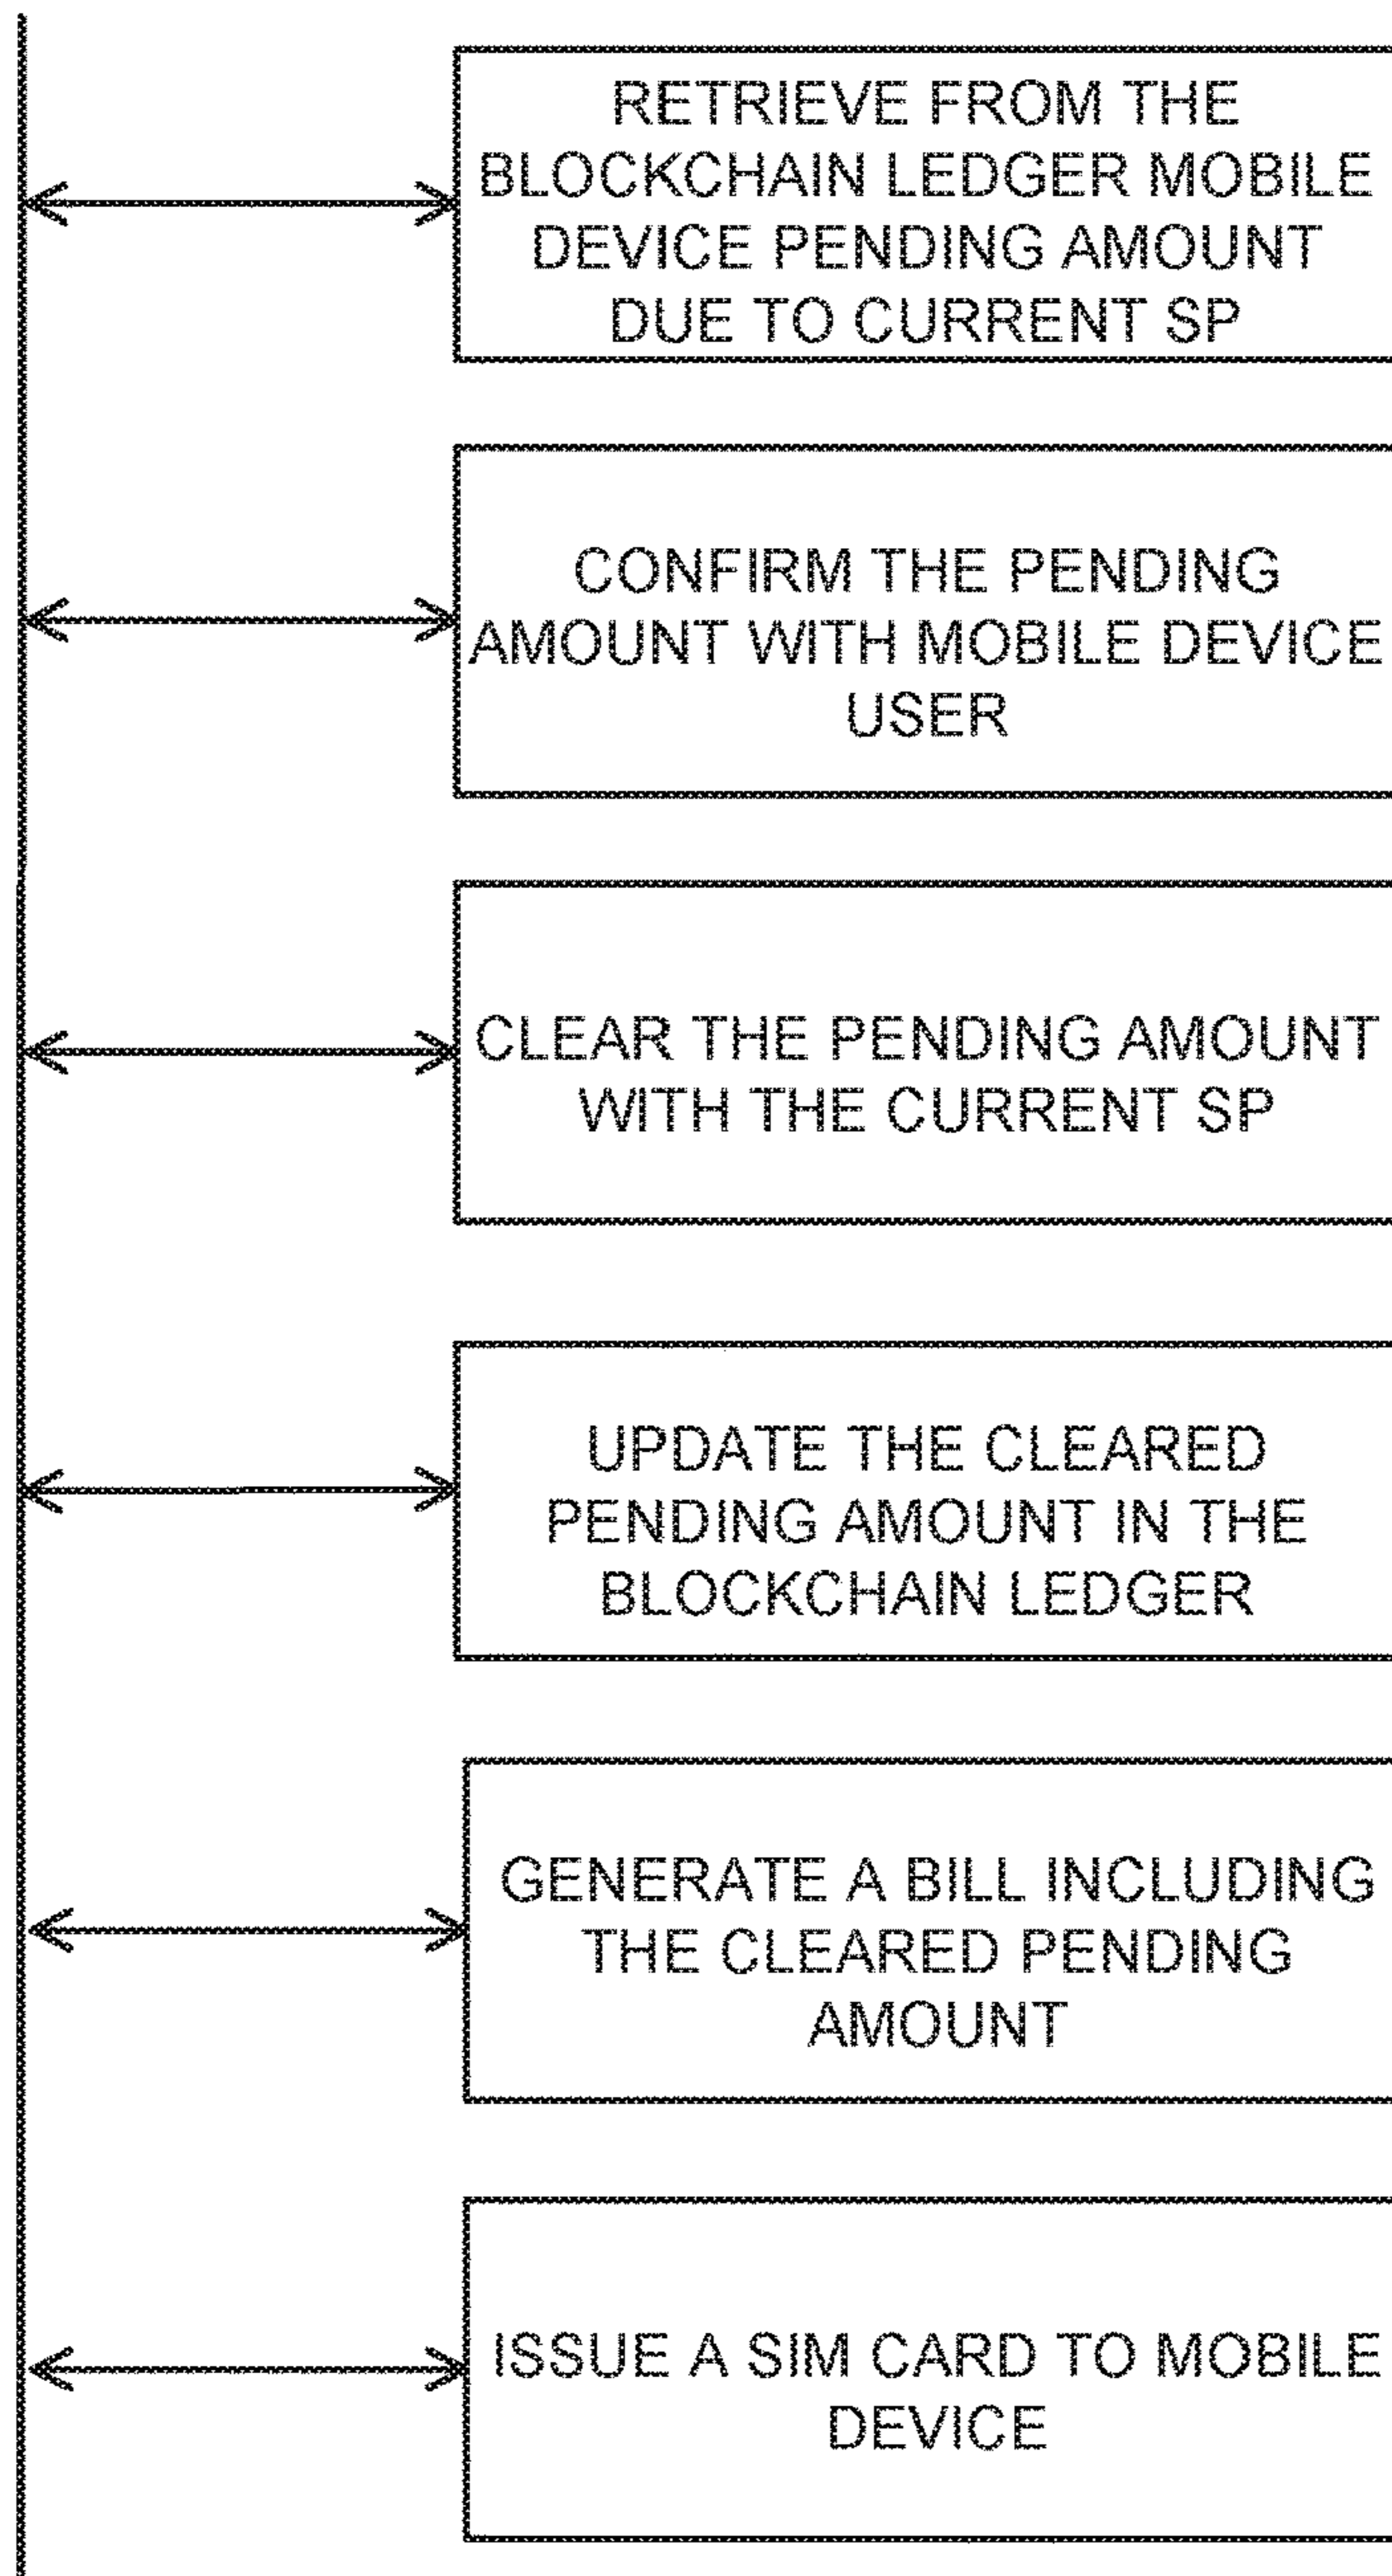 RETRIEVE FROM THE
BLOCKCHAIN LEDGER MOBILE
DEVICE PENDING AMOUNT
DUE TO CURRENT SP
CONFIRM THE PENDING
AMOUNT WITH MOBILE DEVICE
USER
CLEAR THE PENDING AMOUNT
WITH THE CURRENT SP
UPDATE THE CLEARED
PENDING AMOUNT IN THE
BLOCKCHAIN LEDGER
GENERATE A BILL INCLUDING
THE CLEARED PENDING
AMOUNT
ISSUE A SIM CARD TO MOBILE
DEVICE